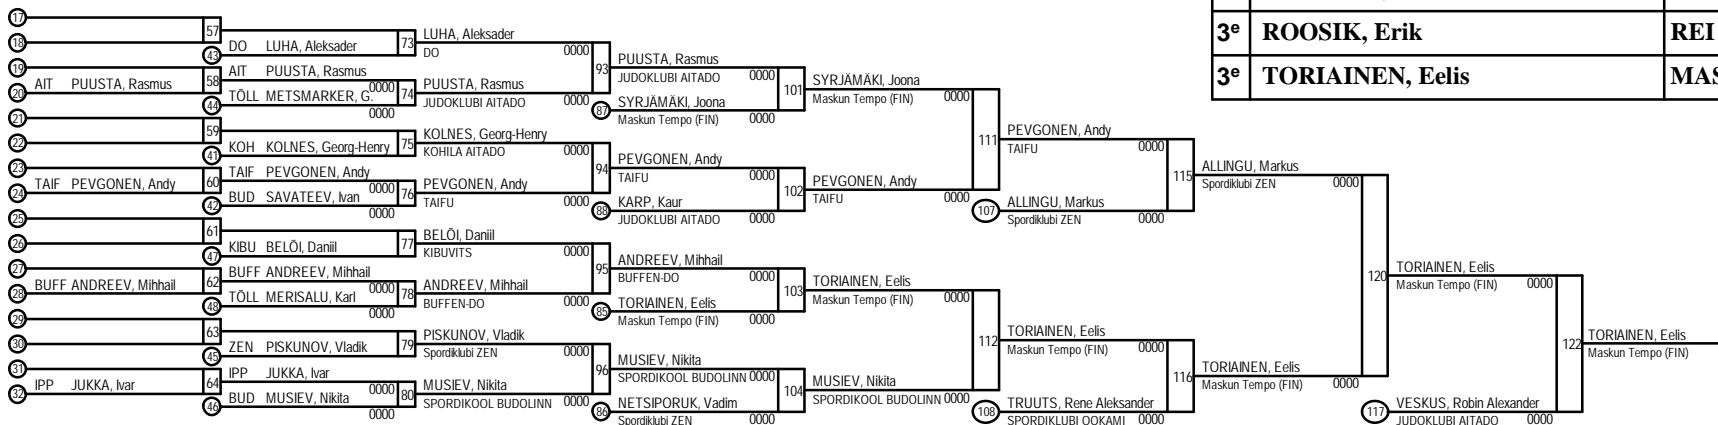 3e ROOSIK, Erik REI
3e TORIAINEN, Eelis MAS
17
18
19
20 AIT PUUSTA, Rasmus
21
22
23
24 TAIF PEVGONEN, Andy
25
26
27
28 BUFF ANDREEV, Mihhail
29
30
31
32 IPP JUKKA, Ivar
57
43 DO LUHA, Aleksader
58 AIT PUUSTA, Rasmus
0000
44 TÕLL METSMARKER, G.
0000
59
41 KOH KOLNES, Georg-Henry
60 TAIF PEVGONEN, Andy
0000
42 BUD SAVATEEV, Ivan
0000
61
47 KIBU BELÕI, Daniil
62 BUFF ANDREEV, Mihhail
0000
48 TÕLL MERISALU, Karl
0000
63
45 ZEN PISKUNOV, Vladik
64 IPP JUKKA, Ivar
0000
46 BUD MUSIEV, Nikita
0000
73 LUHA, Aleksader
DO 0000
74 PUUSTA, Rasmus
JUDOKLUBI AITADO 0000
75 KOLNES, Georg-Henry
KOHILA AITADO 0000
76 PEVGONEN, Andy
TAIFU 0000
77 BELÕI, Daniil
KIBUVITS 0000
78 ANDREEV, Mihhail
BUFFEN-DO 0000
79 PISKUNOV, Vladik
Spordiklubi ZEN 0000
80 MUSIEV, Nikita
SPORDIKOOL BUDOLINN 0000
93 PUUSTA, Rasmus
JUDOKLUBI AITADO 0000
87 SYRJÄMÄKI, Joona
Maskun Tempo (FIN) 0000
94 PEVGONEN, Andy
TAIFU 0000
88 KARP, Kaur
JUDOKLUBI AITADO 0000
95 ANDREEV, Mihhail
BUFFEN-DO 0000
85 TORIAINEN, Eelis
Maskun Tempo (FIN) 0000
96 MUSIEV, Nikita
SPORDIKOOL BUDOLINN 0000
86 NETSIPORUK, Vadim
Spordiklubi ZEN 0000
101 SYRJÄMÄKI, Joona
Maskun Tempo (FIN) 0000
102 PEVGONEN, Andy
TAIFU 0000
103 TORIAINEN, Eelis
Maskun Tempo (FIN) 0000
104 MUSIEV, Nikita
SPORDIKOOL BUDOLINN 0000
111 PEVGONEN, Andy
TAIFU 0000
107 ALLINGU, Markus
Spordiklubi ZEN 0000
112 TORIAINEN, Eelis
Maskun Tempo (FIN) 0000
108 TRUUTS, Rene Aleksander
SPORDIKLUBI OOKAMI 0000
115 ALLINGU, Markus
Spordiklubi ZEN 0000
116 TORIAINEN, Eelis
Maskun Tempo (FIN) 0000
120 TORIAINEN, Eelis
Maskun Tempo (FIN) 0000
117 VESKUS, Robin Alexander
JUDOKLUBI AITADO 0000
122 TORIAINEN, Eelis
Maskun Tempo (FIN)